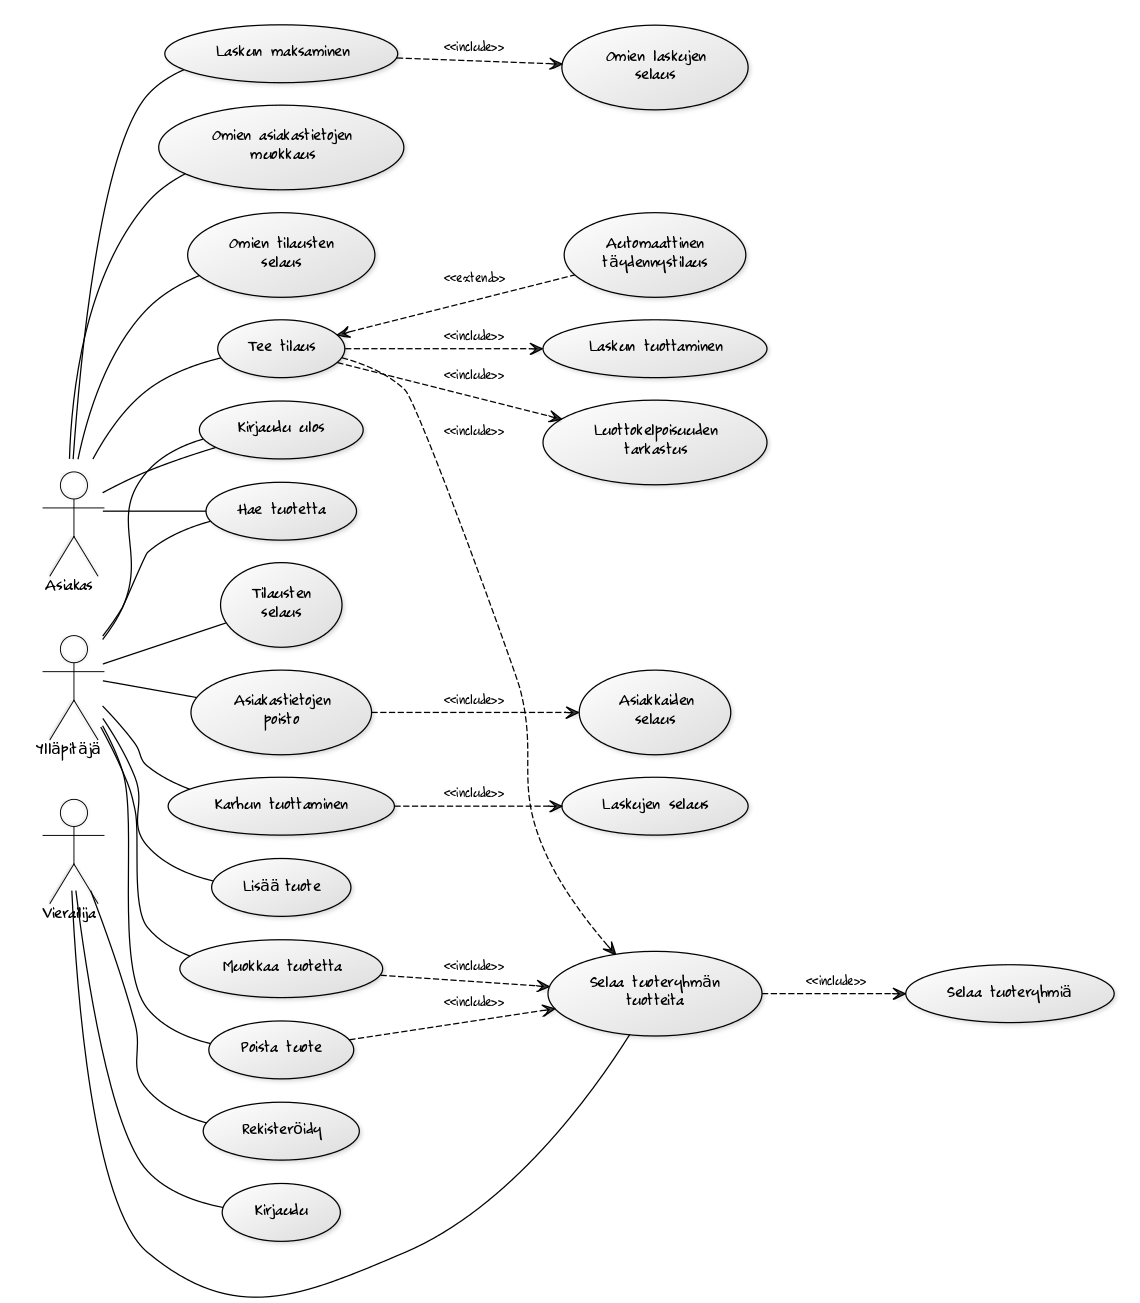 Laskun maksaminen
<<include>>
Omien laskujen
selaus
Omien asiakastietojen
muokkaus
Omien tilausten
selaus
Automaattinen
täydennystilaus
<<extend>>
Tee tilaus
<<include>>
Laskun tuottaminen
<<include>>
Luottokelpoisuuden
tarkastus
<<include>>
Kirjaudu ulos
Hae tuotetta
Asiakas
Tilausten
selaus
Asiakastietojen
poisto
<<include>>
Asiakkaiden
selaus
Ylläpitäjä
Karhun tuottaminen
<<include>>
Laskujen selaus
Lisää tuote
Vierailija
Muokkaa tuotetta
<<include>>
Selaa tuoteryhmän
tuotteita
<<include>>
Selaa tuoteryhmiä
<<include>>
Poista tuote
Rekisteröidy
Kirjaudu